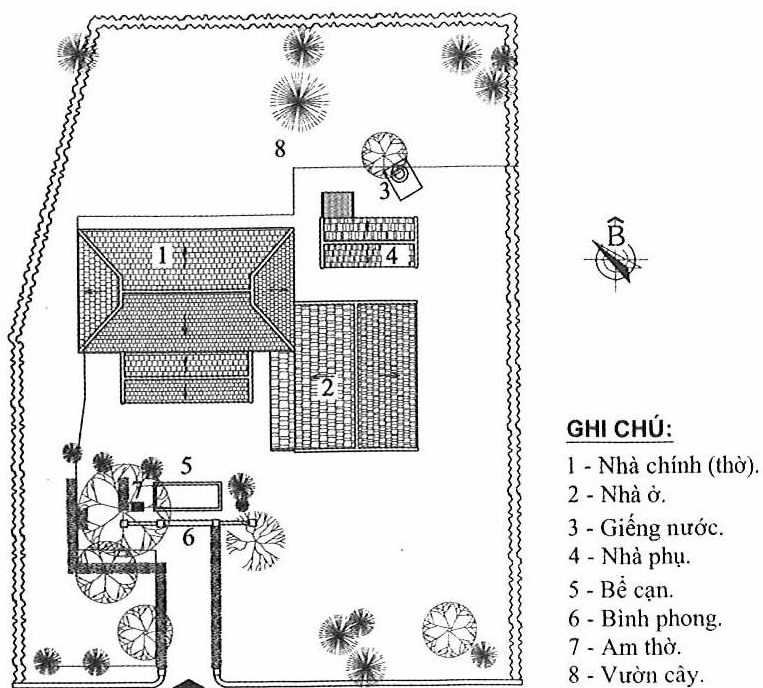 8
3
1
4
B̂
2
5
7
6
GHI CHÚ:
1 - Nhà chính (thờ).
2 - Nhà ở.
3 - Giếng nước.
4 - Nhà phụ.
5 - Bể cạn.
6 - Bình phong.
7 - Am thờ.
8 - Vườn cây.